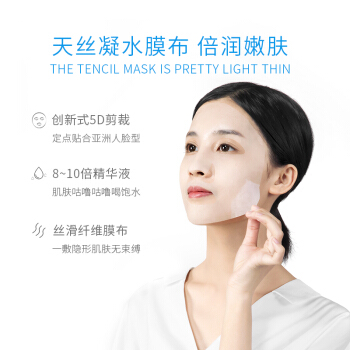 天丝凝水膜布 倍润嫩肤
THE TENCIL MASK IS PRETTY LIGHT THIN
创新式5D剪裁
定点贴合亚洲人脸型
8~10倍精华液
肌肤咕噜咕噜喝饱水
丝滑纤维膜布
一敷隐形肌肤无束缚